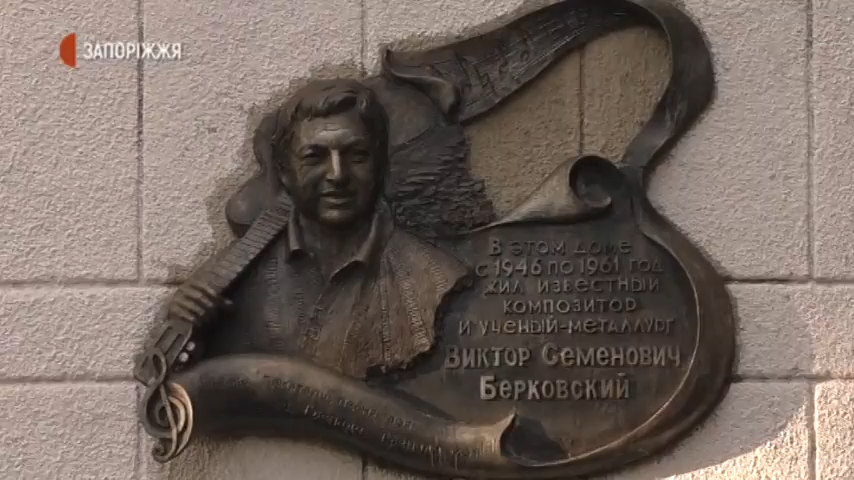 ЗАПОРІЖЖЯ
В этом доме
с 1946 по 1961 год
жил известный
композитор
и ученый-металлург
Виктор Семенович
Берковский